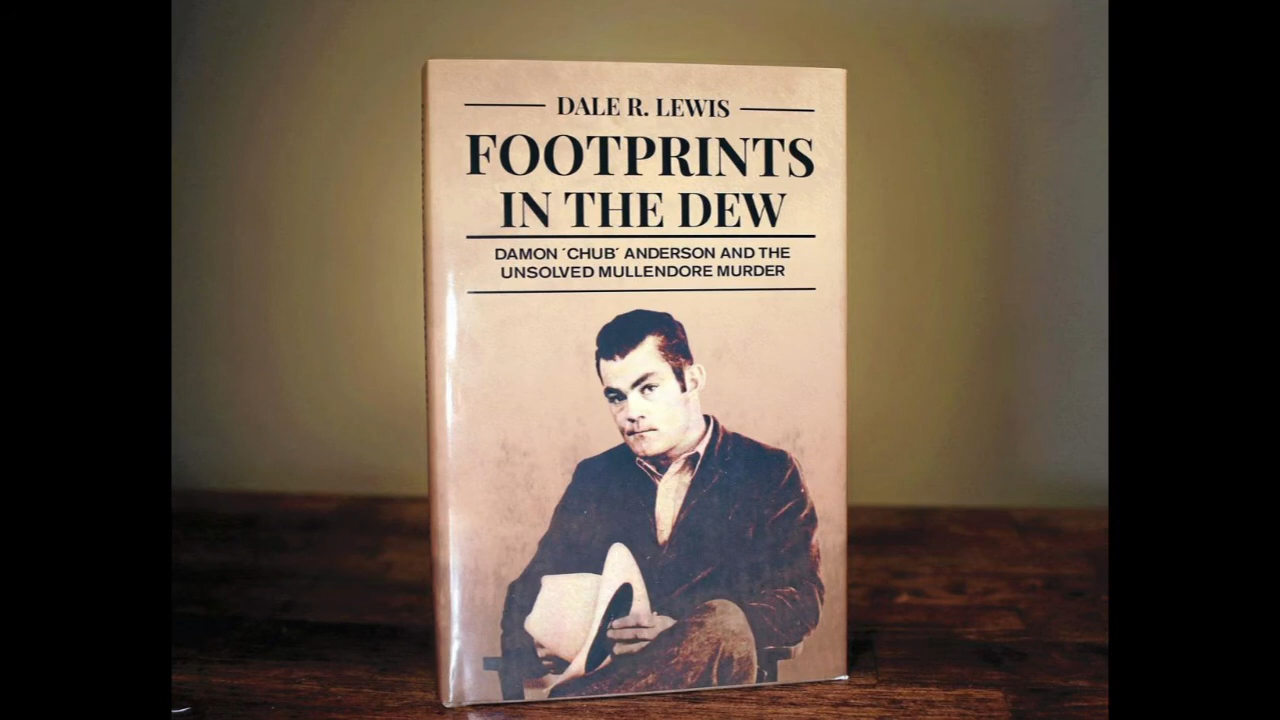 DALE R. LEWIS
FOOTPRINTS
IN THE DEW
DAMON ´CHUB´ ANDERSON AND THE
UNSOLVED MULLENDORE MURDER